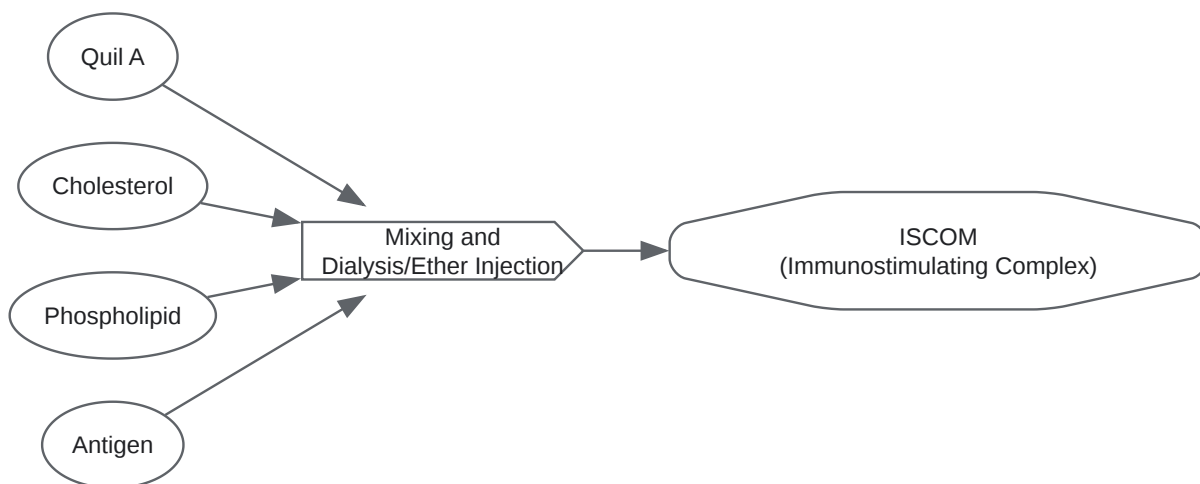 Quil A
Cholesterol
Phospholipid
Antigen
Mixing and
Dialysis/Ether Injection
ISCOM
(Immunostimulating Complex)